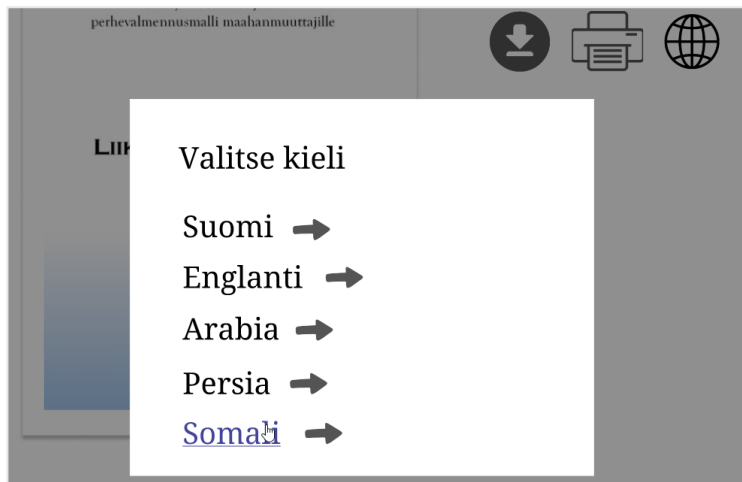 perhevalmennusmalli maahanmuuttajille
Valitse kieli
Suomi
Englanti
Arabia
Persia
Somali